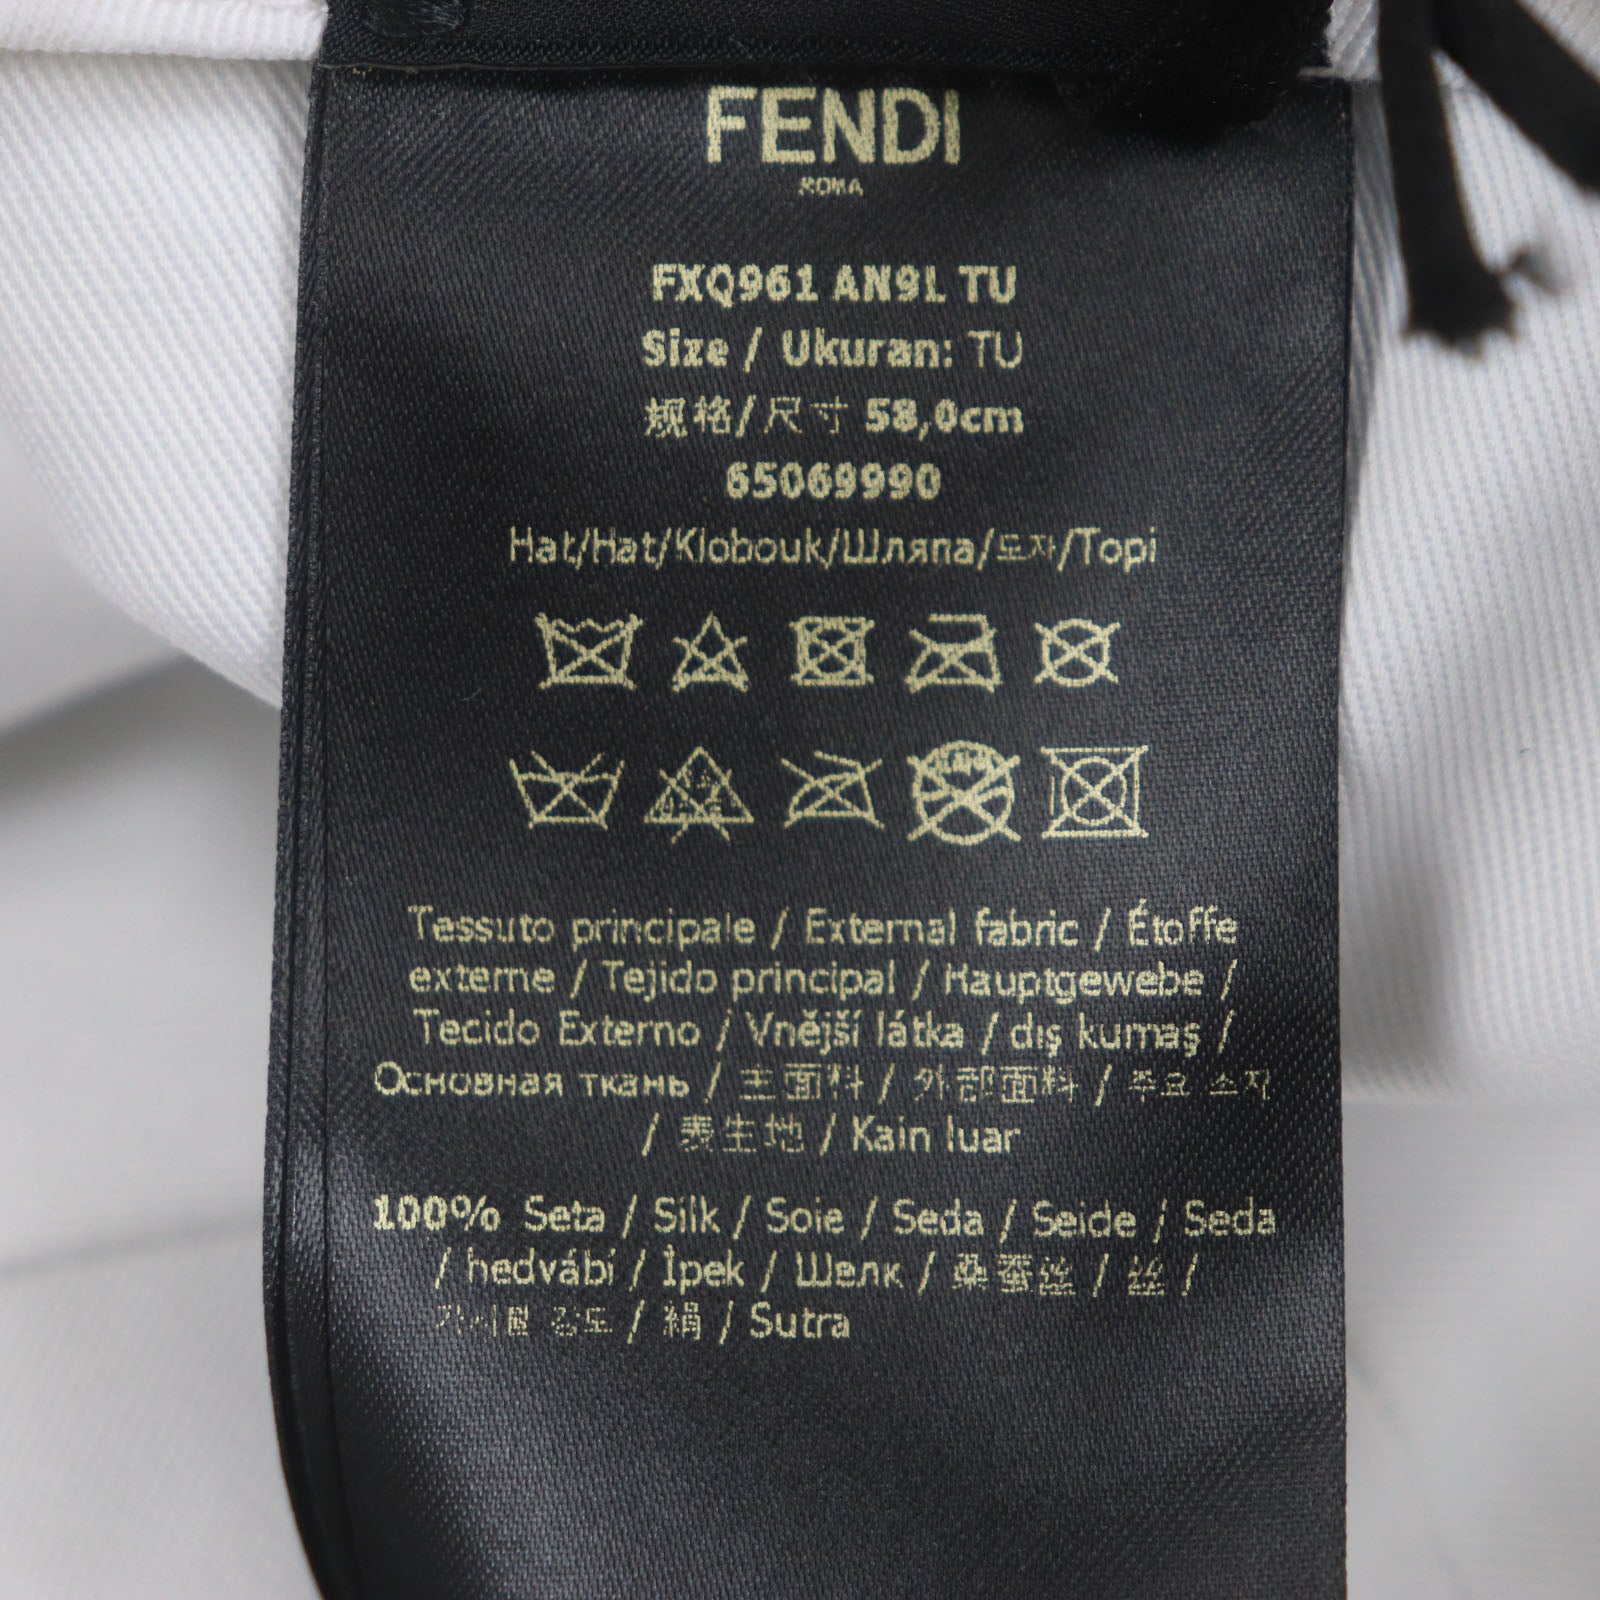 FENDI
ROMA
FXQ961 AN9L TU
Size / Ukuran: TU
规格/尺寸 58,0cm
65069990
Hat/Hat/Klobouk/Шляпа/모자/Topi
Tessuto principale / External fabric / Étoffe
externe / Tejido principal / Hauptgewebe /
Tecido Externo / Vnější látka / dış kumaş /
Основная ткань / 主面料 / 外部面料 / 주요 소재
/ 表生地 / Kain luar
100% Seta / Silk / Soie / Seda / Seide / Seda
/ hedvábí / İpek / Шелк / 桑蚕丝 / 丝 /
/ 絹 / Sutra